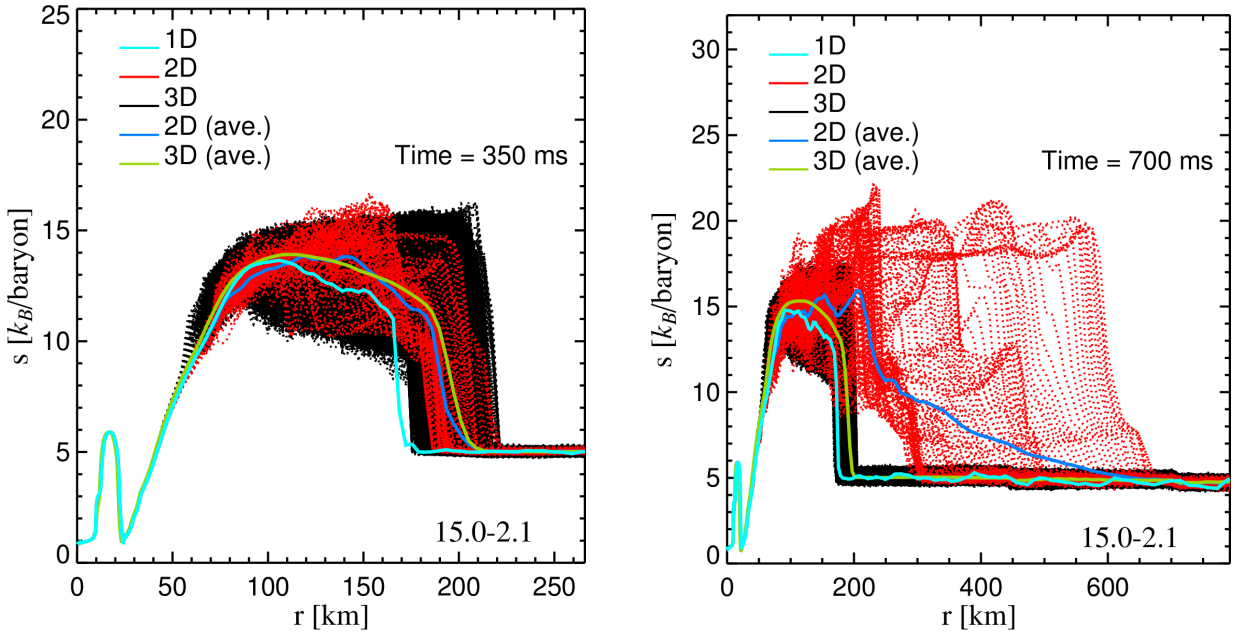 25
20
15
10
5
0
s [k_B/baryon]
1D
2D
3D
2D (ave.)
3D (ave.)
Time = 350 ms
15.0-2.1
0 50 100 150 200 250
r [km]
30
25
20
15
10
5
0
s [k_B/baryon]
1D
2D
3D
2D (ave.)
3D (ave.)
Time = 700 ms
15.0-2.1
0 200 400 600
r [km]